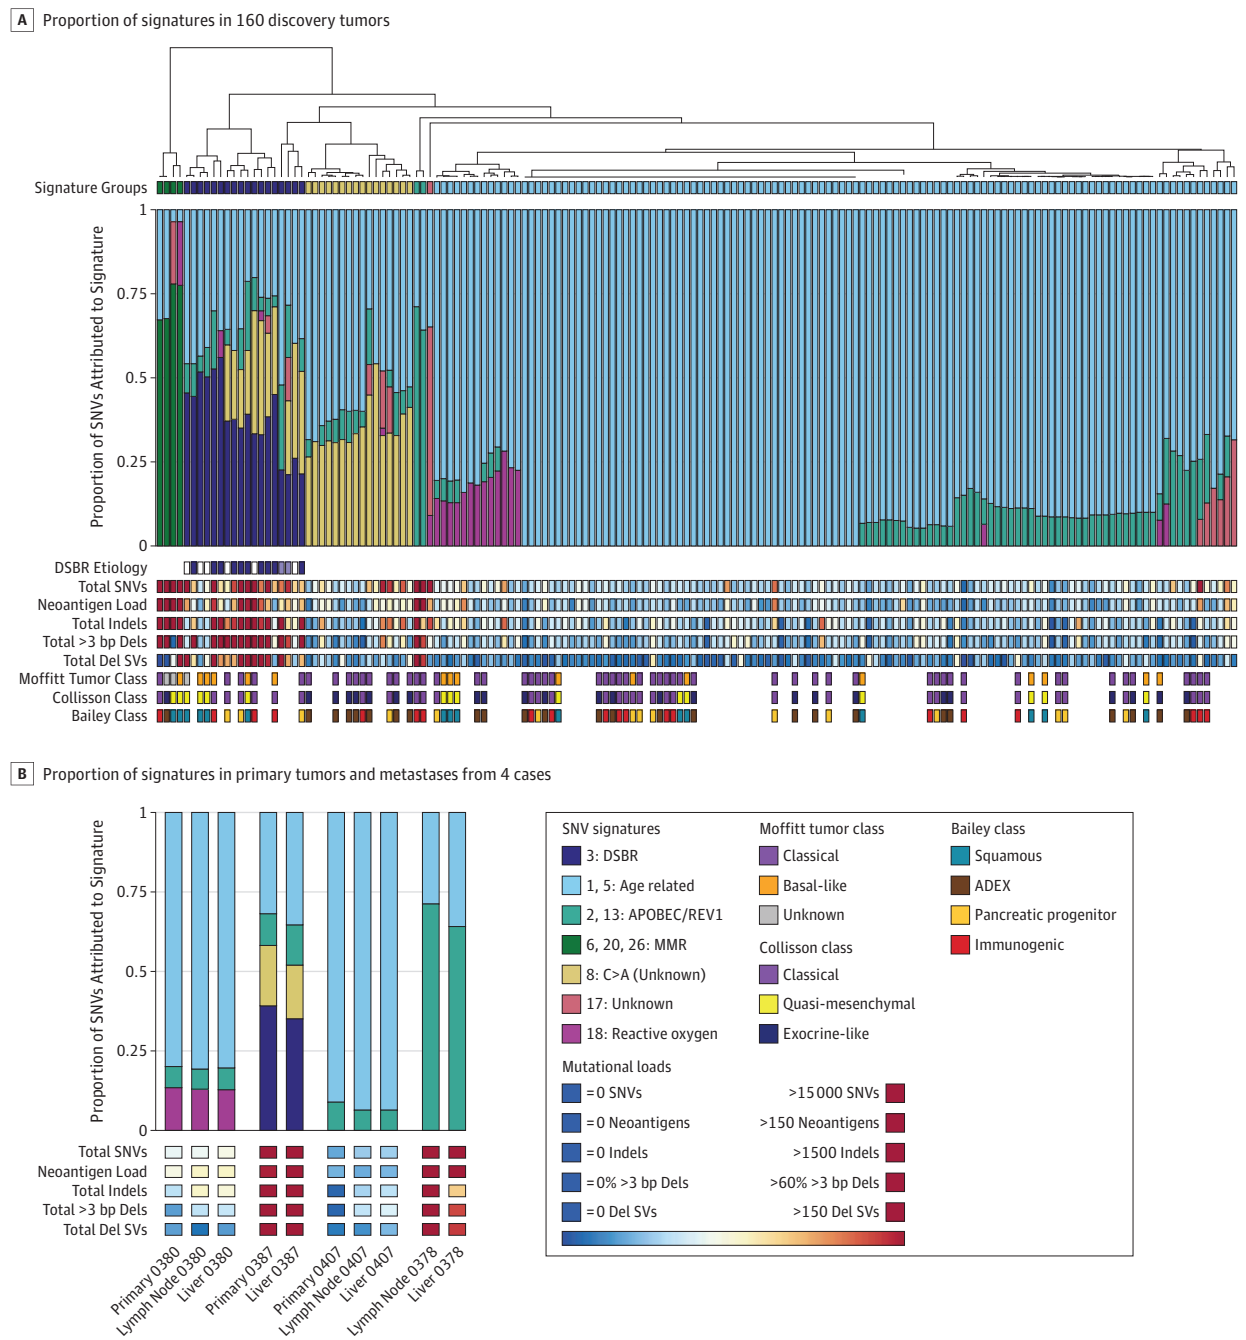 A Proportion of signatures in 160 discovery tumors
Signature Groups
Proportion of SNVs Attributed to Signature
1
0.75
0.5
0.25
0
DSBR Etiology
Total SNVs
Neoantigen Load
Total Indels
Total >3 bp Dels
Total Del SVs
Moffitt Tumor Class
Collisson Class
Bailey Class
B Proportion of signatures in primary tumors and metastases from 4 cases
Proportion of SNVs Attributed to Signature
1
0.75
0.5
0.25
0
Total SNVs
Neoantigen Load
Total Indels
Total >3 bp Dels
Total Del SVs
Primary 0380
Lymph Node 0380
Liver 0380
Primary 0387
Liver 0387
Primary 0407
Lymph Node 0407
Liver 0407
Lymph Node 0378
Liver 0378
SNV signatures
3: DSBR
1, 5: Age related
2, 13: APOBEC/REV1
6, 20, 26: MMR
8: C>A (Unknown)
17: Unknown
18: Reactive oxygen
Moffitt tumor class
Classical
Basal-like
Unknown
Collisson class
Classical
Quasi-mesenchymal
Exocrine-like
Bailey class
Squamous
ADEX
Pancreatic progenitor
Immunogenic
Mutational loads
=0 SNVs >15000 SNVs
=0 Neoantigens >150 Neoantigens
=0 Indels >1500 Indels
=0% >3 bp Dels >60% >3 bp Dels
=0 Del SVs >150 Del SVs